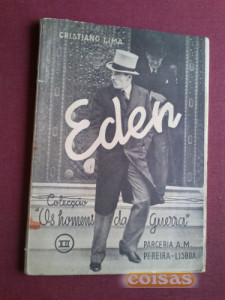 CRISTIANO LIMA
Eden
Colecção
"Os homens da Guerra"
XII
PARCERIA A. M.
PEREIRA-LISBOA
coisas